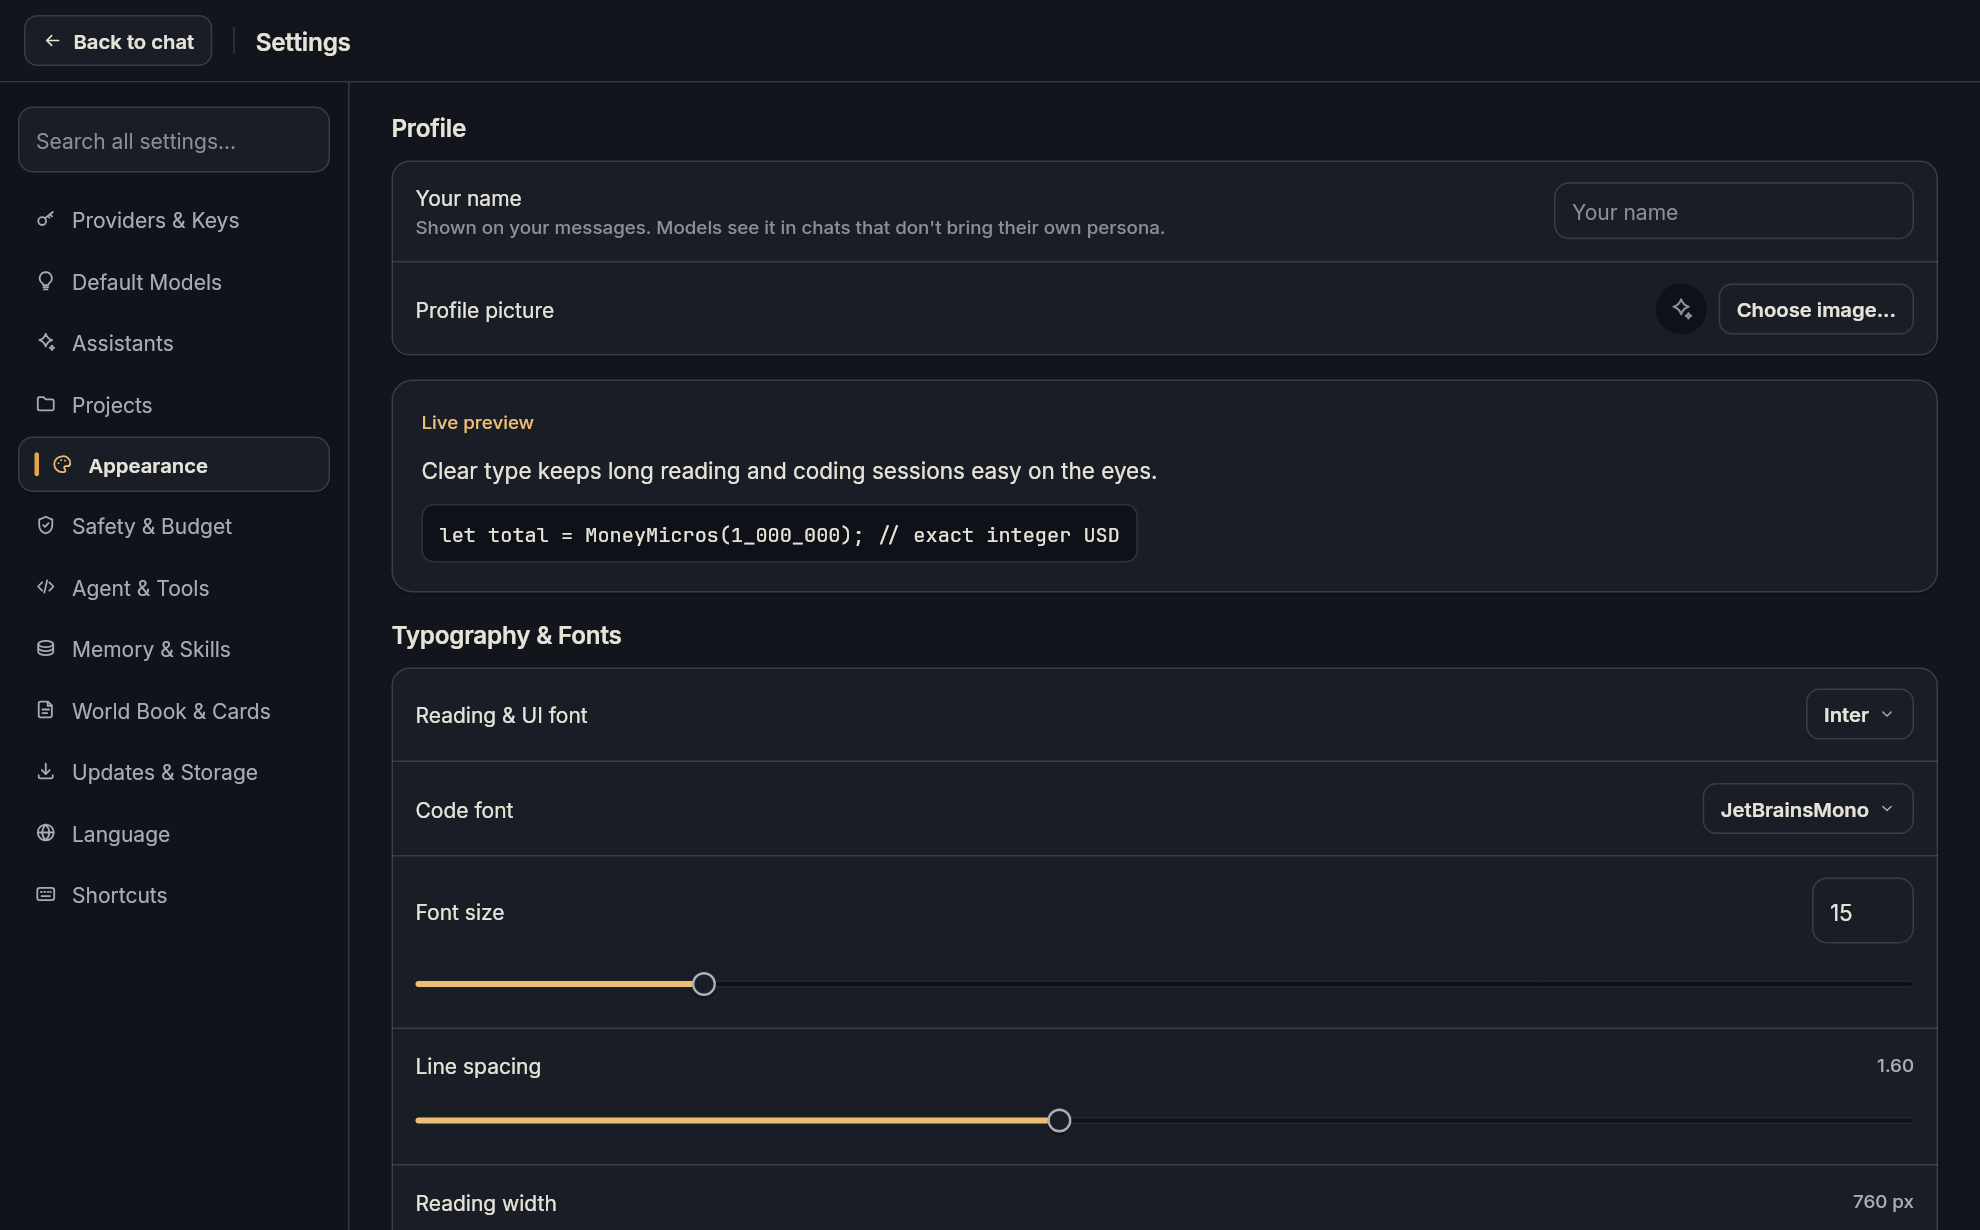 Back to chat
Settings
Search all settings...
Providers & Keys
Default Models
Assistants
Projects
Appearance
Safety & Budget
Agent & Tools
Memory & Skills
World Book & Cards
Updates & Storage
Language
Shortcuts
Profile
Your name
Your name
Shown on your messages. Models see it in chats that don't bring their own persona.
Profile picture
Choose image...
Live preview
Clear type keeps long reading and coding sessions easy on the eyes.
let total = MoneyMicros(1_000_000); // exact integer USD
Typography & Fonts
Reading & UI font
Inter
Code font
JetBrainsMono
Font size
15
Line spacing
1.60
Reading width
760 px